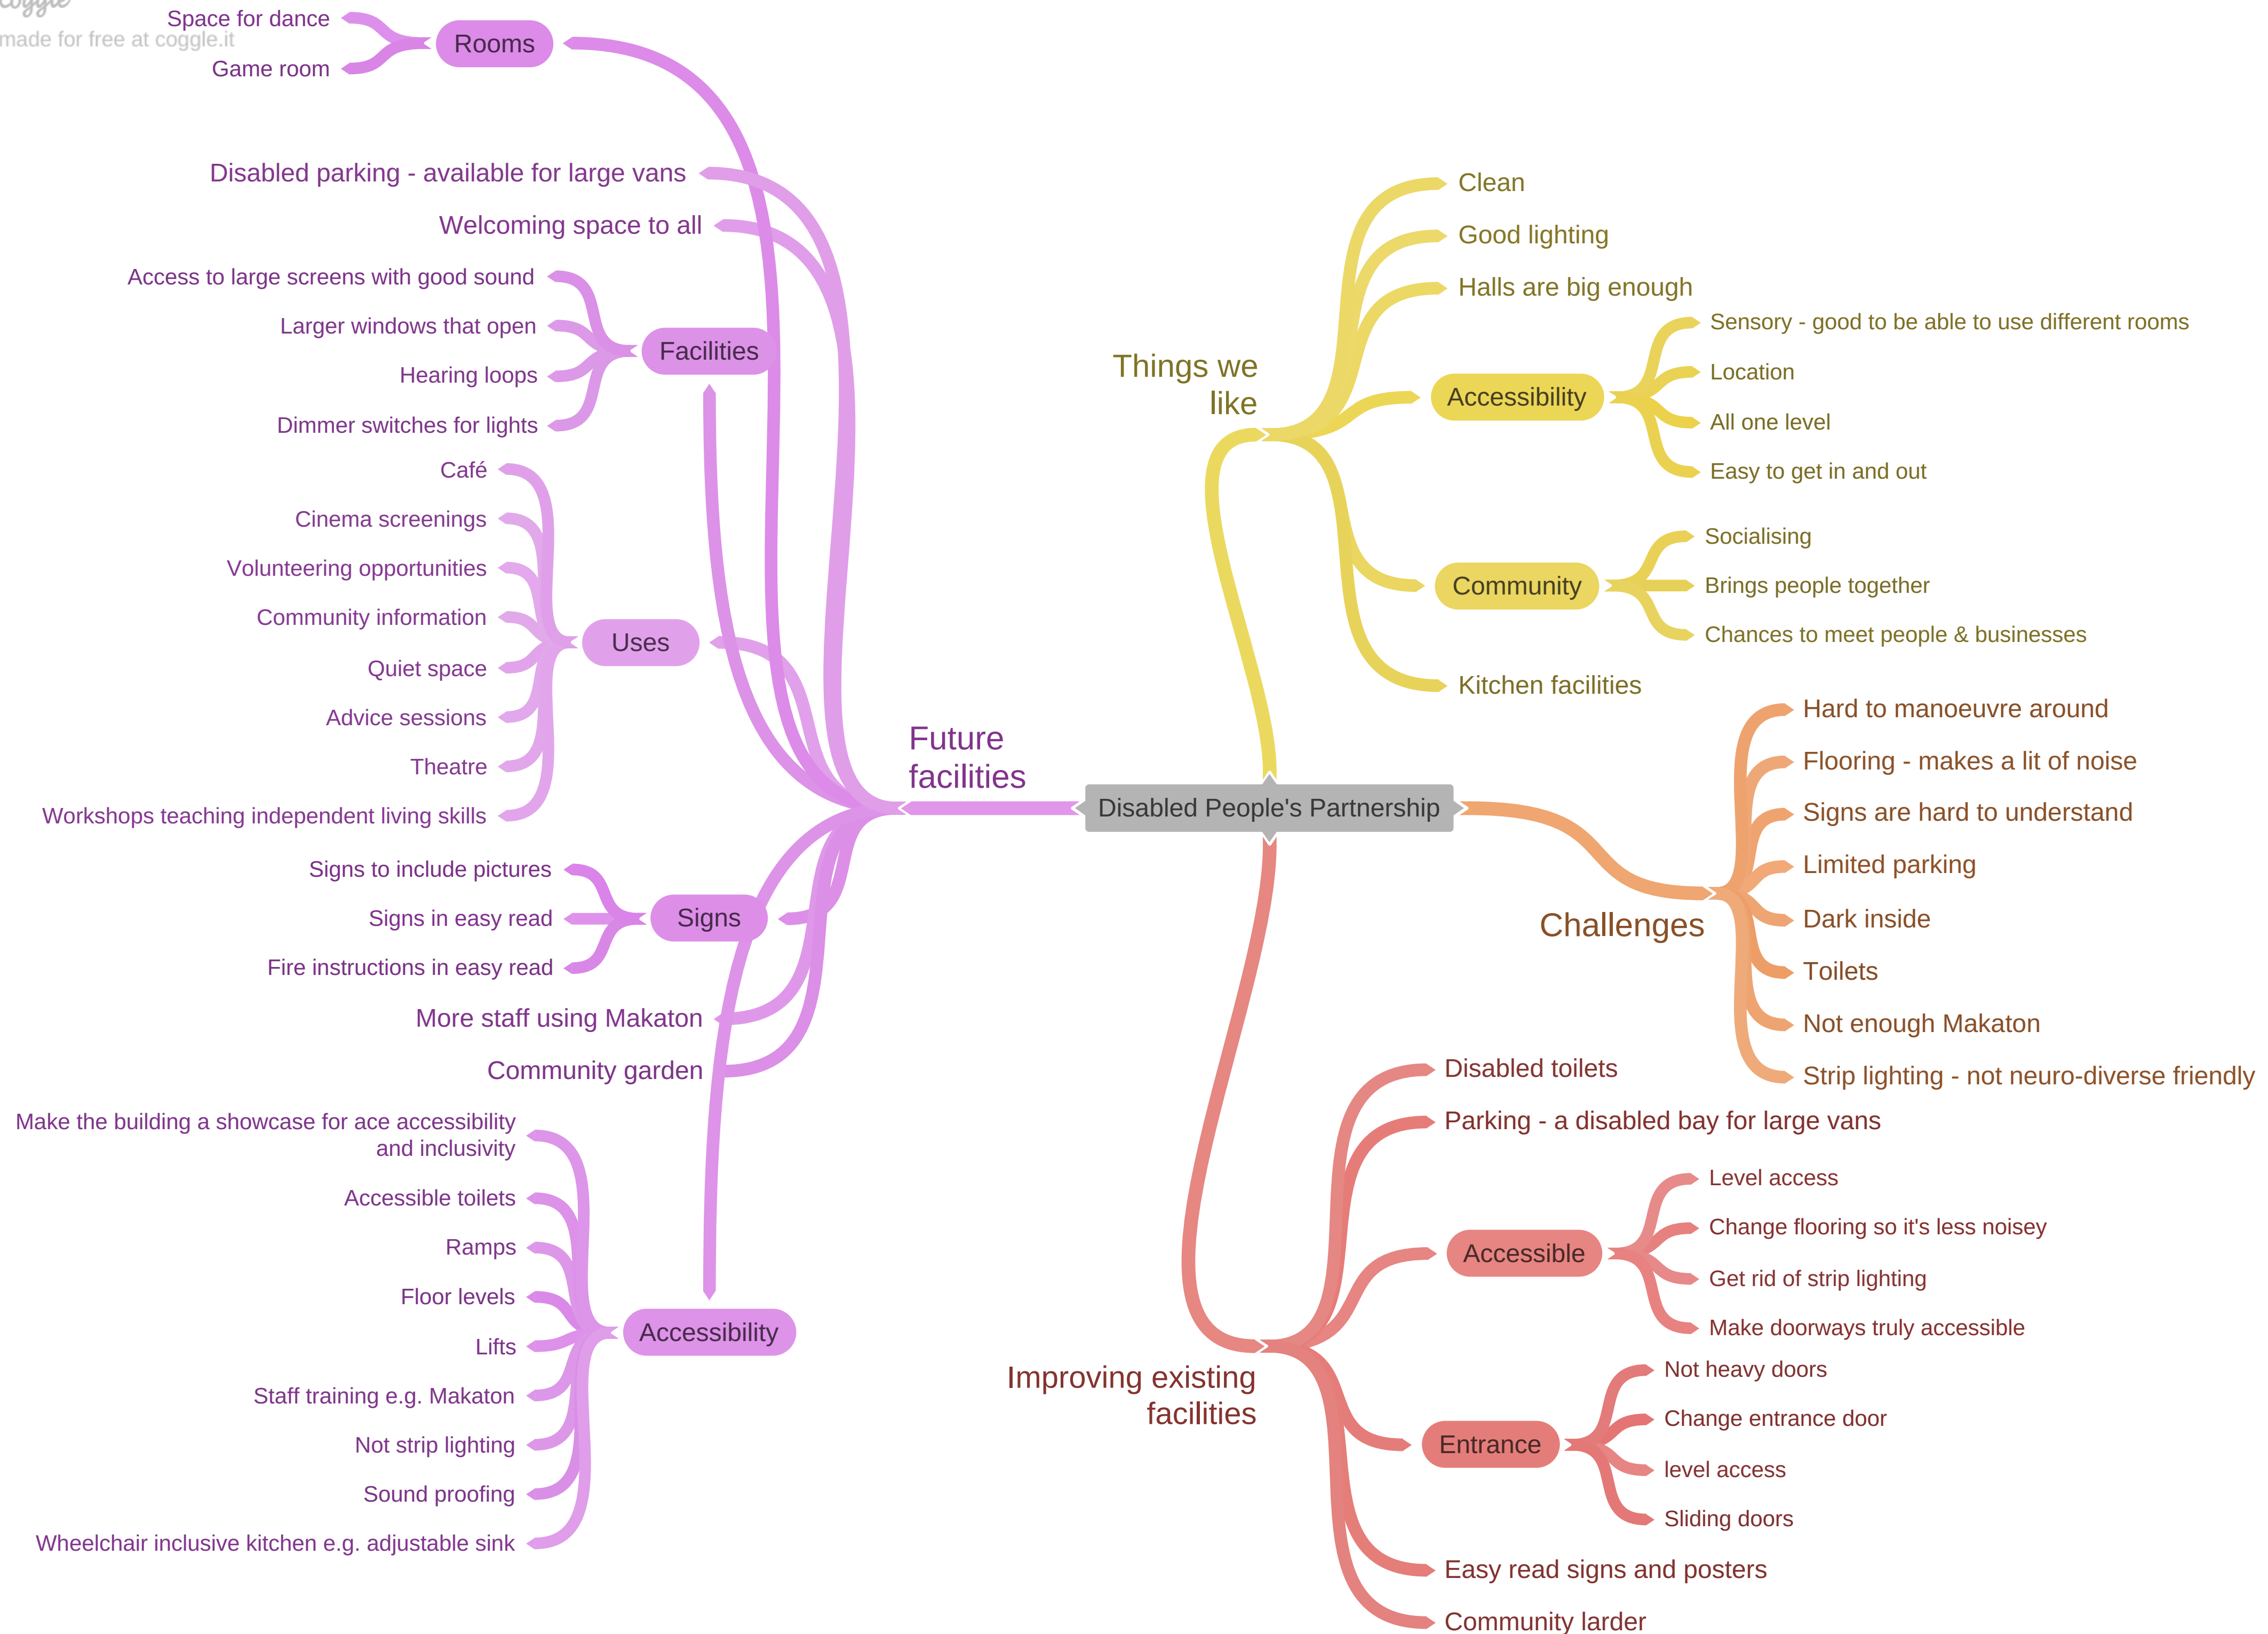 coggle
made for free at coggle.it
Space for dance
Game room
Rooms
Disabled parking - available for large vans
Welcoming space to all
Access to large screens with good sound
Larger windows that open
Hearing loops
Dimmer switches for lights
Facilities
Café
Cinema screenings
Volunteering opportunities
Community information
Quiet space
Advice sessions
Theatre
Workshops teaching independent living skills
Uses
Signs to include pictures
Signs in easy read
Fire instructions in easy read
Signs
More staff using Makaton
Community garden
Make the building a showcase for ace accessibility
and inclusivity
Accessible toilets
Ramps
Floor levels
Lifts
Staff training e.g. Makaton
Not strip lighting
Sound proofing
Wheelchair inclusive kitchen e.g. adjustable sink
Accessibility
Future
facilities
Disabled People's Partnership
Things we
like
Clean
Good lighting
Halls are big enough
Accessibility
Sensory - good to be able to use different rooms
Location
All one level
Easy to get in and out
Community
Socialising
Brings people together
Chances to meet people & businesses
Kitchen facilities
Challenges
Hard to manoeuvre around
Flooring - makes a lit of noise
Signs are hard to understand
Limited parking
Dark inside
Toilets
Not enough Makaton
Strip lighting - not neuro-diverse friendly
Improving existing
facilities
Disabled toilets
Parking - a disabled bay for large vans
Accessible
Level access
Change flooring so it's less noisey
Get rid of strip lighting
Make doorways truly accessible
Entrance
Not heavy doors
Change entrance door
level access
Sliding doors
Easy read signs and posters
Community larder